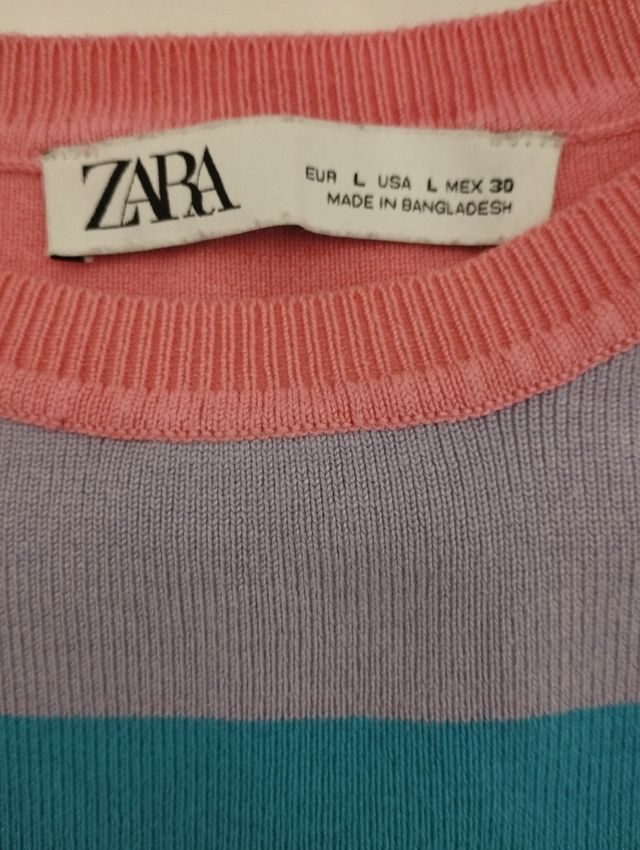 ZARA
EUR L USA L MEX 30
MADE IN BANGLADESH